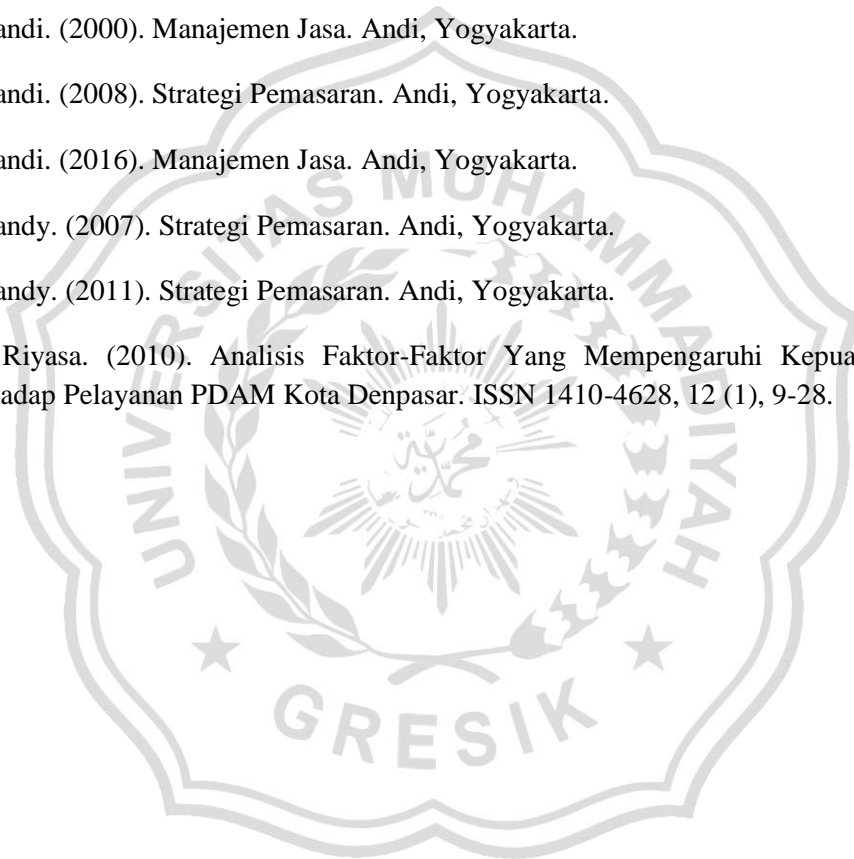 andi. (2000). Manajemen Jasa. Andi, Yogyakarta.
andi. (2008). Strategi Pemasaran. Andi, Yogyakarta.
andi. (2016). Manajemen Jasa. Andi, Yogyakarta.
andy. (2007). Strategi Pemasaran. Andi, Yogyakarta.
andy. (2011). Strategi Pemasaran. Andi, Yogyakarta.
Riyasa. (2010). Analisis Faktor-Faktor Yang Mempengaruhi Kepua
adap Pelayanan PDAM Kota Denpasar. ISSN 1410-4628, 12 (1), 9-28.
UNIVERSITAS MUHAMMADIYAH
GRESIK